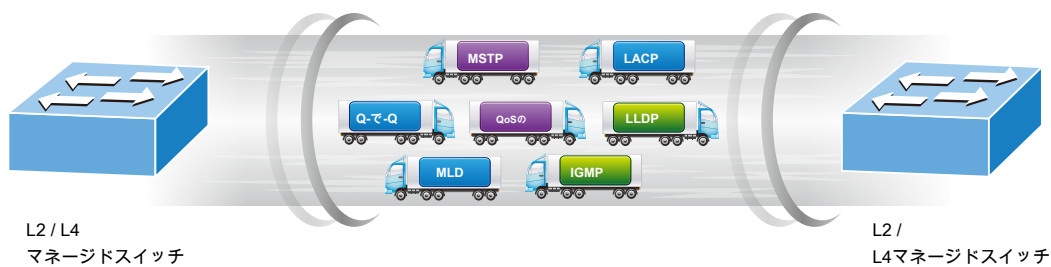 MSTP
LACP
Q-で-Q
QoSの
LLDP
MLD
IGMP
L2 / L4
マネージドスイッチ
L2 /
L4マネージドスイッチ